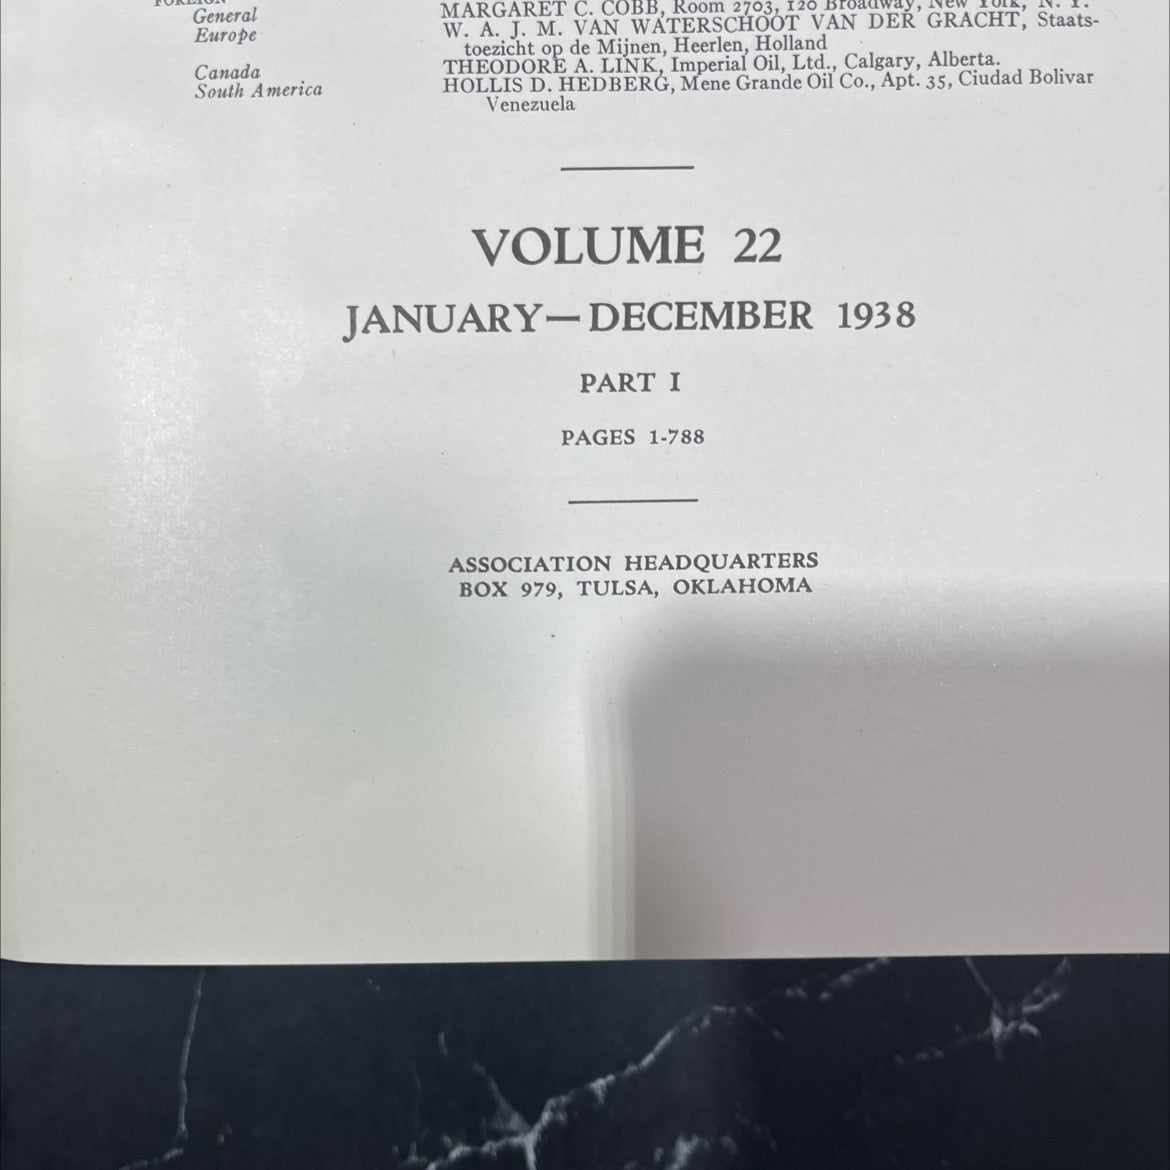 FOREIGN
General MARGARET C. COBB, Room 2703, 120 Broadway, New York, N. Y.
Europe W. A. J. M. VAN WATERSCHOOT VAN DER GRACHT, Staats-
toezicht op de Mijnen, Heerlen, Holland
Canada THEODORE A. LINK, Imperial Oil, Ltd., Calgary, Alberta.
South America HOLLIS D. HEDBERG, Mene Grande Oil Co., Apt. 35, Ciudad Bolivar
Venezuela
VOLUME 22
JANUARY—DECEMBER 1938
PART I
PAGES 1-788
ASSOCIATION HEADQUARTERS
BOX 979, TULSA, OKLAHOMA